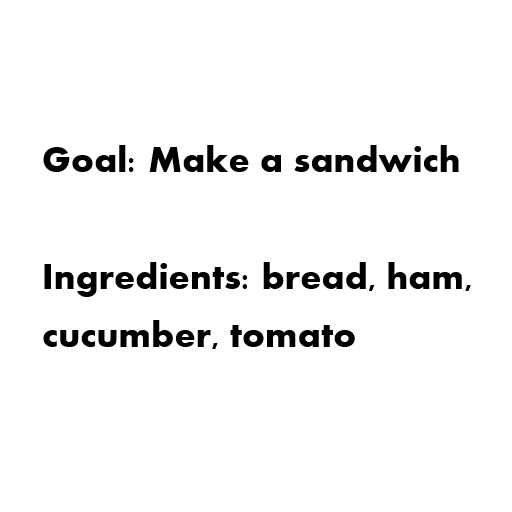 Goal: Make a sandwich
Ingredients: bread, ham,
cucumber, tomato